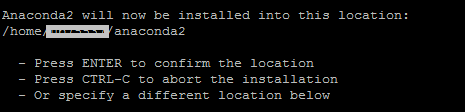 Anaconda2 will now be installed into this location:
/home/ /anaconda2
- Press ENTER to confirm the location
- Press CTRL-C to abort the installation
- Or specify a different location below